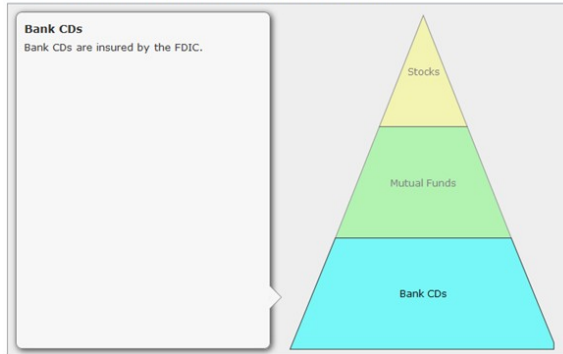 Bank CDs
Bank CDs are insured by the FDIC.
Stocks
Mutual Funds
Bank CDs